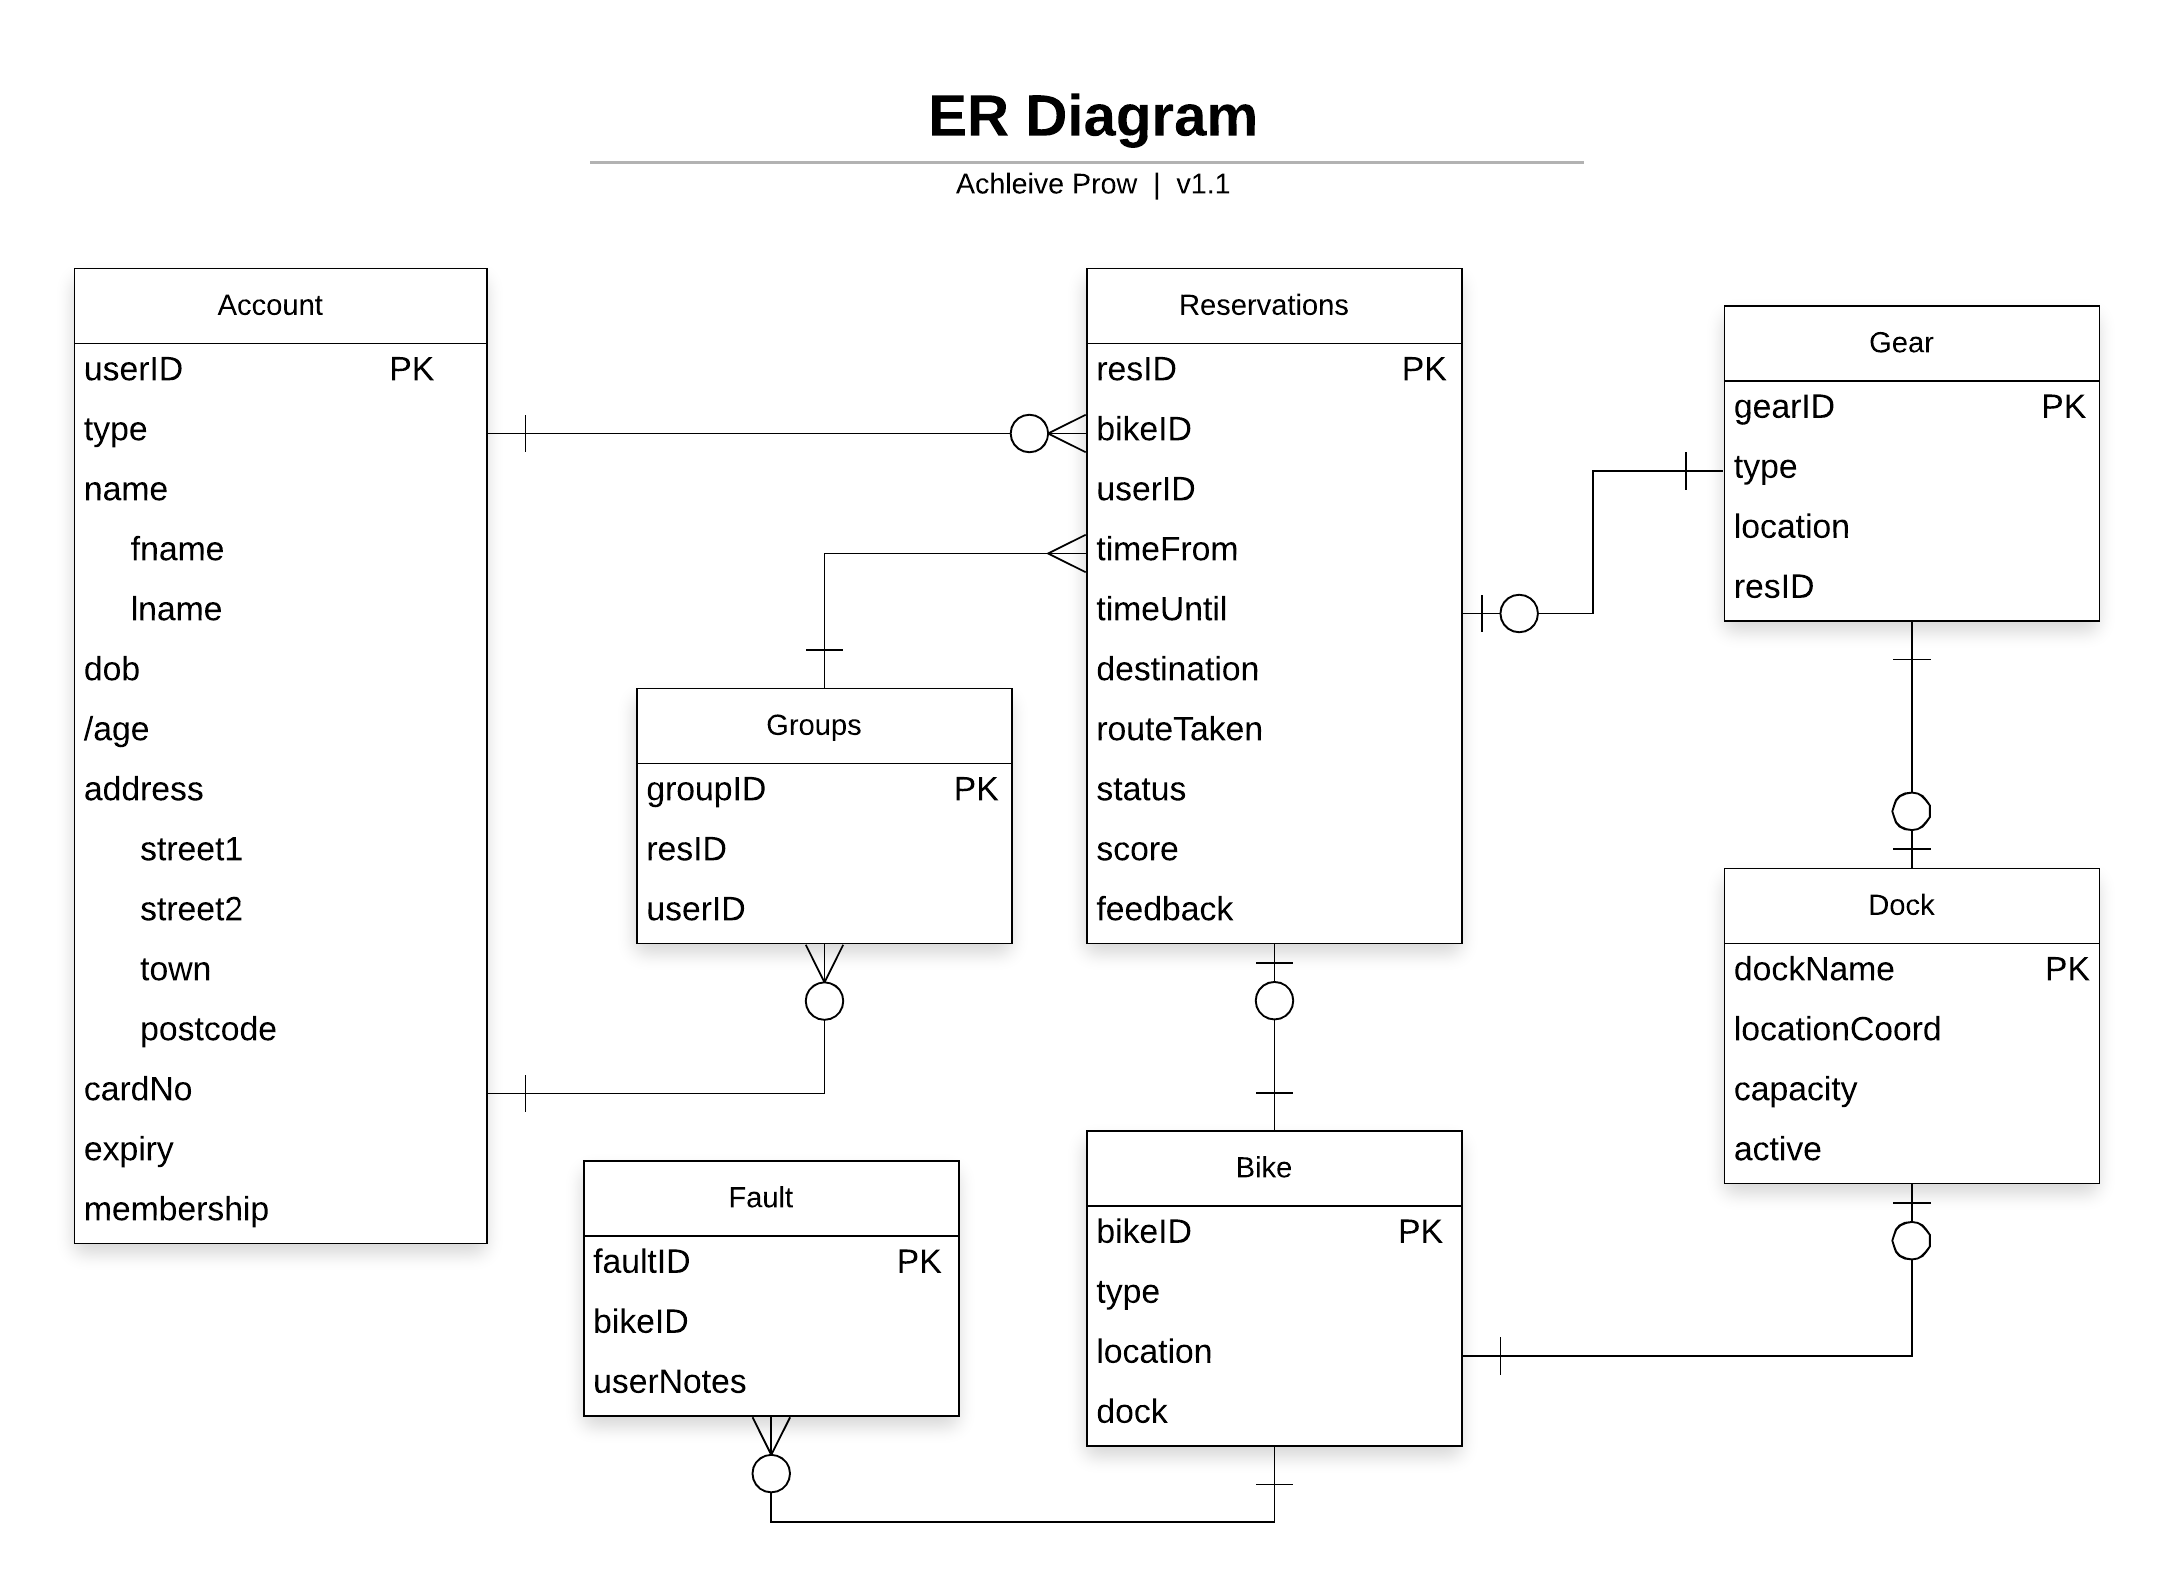 ER Diagram
Achleive Prow | v1.1
Account
userID PK
type
name
fname
lname
dob
/age
address
street1
street2
town
postcode
cardNo
expiry
membership
Reservations
resID PK
bikeID
userID
timeFrom
timeUntil
destination
routeTaken
status
score
feedback
Gear
gearID PK
type
location
resID
Groups
groupID PK
resID
userID
Dock
dockName PK
locationCoord
capacity
active
Fault
faultID PK
bikeID
userNotes
Bike
bikeID PK
type
location
dock